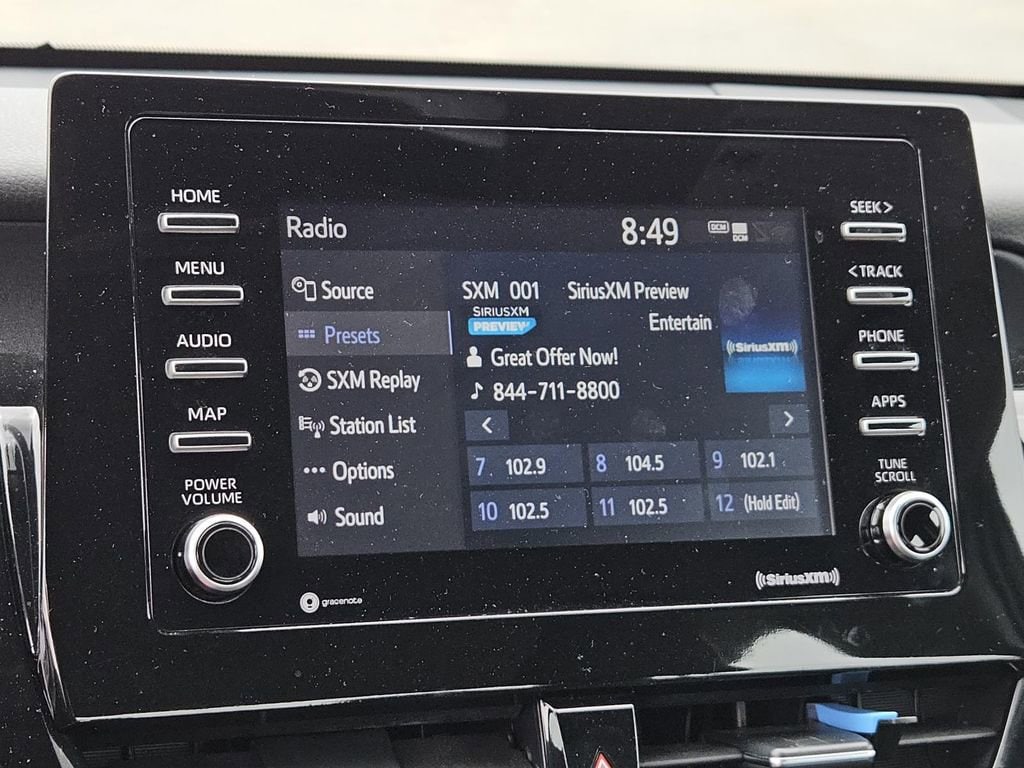 HOME
MENU
AUDIO
MAP
POWER
VOLUME
Radio
8:49
DCM
DCM
Source
Presets
SXM Replay
Station List
Options
Sound
SXM 001 SiriusXM Preview
SIRIUSXM
PREVIEW
Entertain
Great Offer Now!
844-711-8800
((SiriusXM))
<
>
7 102.9
8 104.5
9 102.1
10 102.5
11 102.5
12 (Hold Edit)
SEEK>
<TRACK
PHONE
APPS
TUNE
SCROLL
gracenote
((SiriusXM))